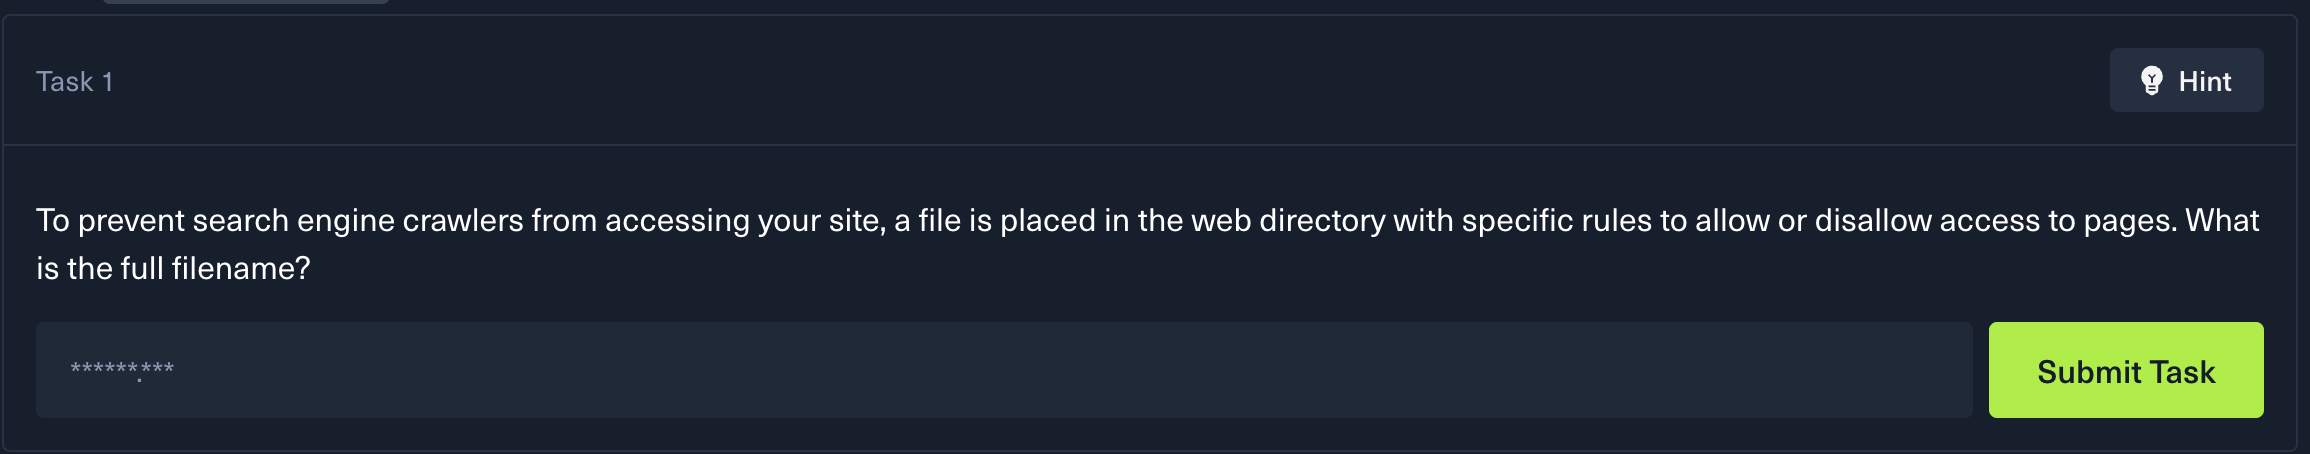 Task 1
Hint
To prevent search engine crawlers from accessing your site, a file is placed in the web directory with specific rules to allow or disallow access to pages. What
is the full filename?
******.***
Submit Task